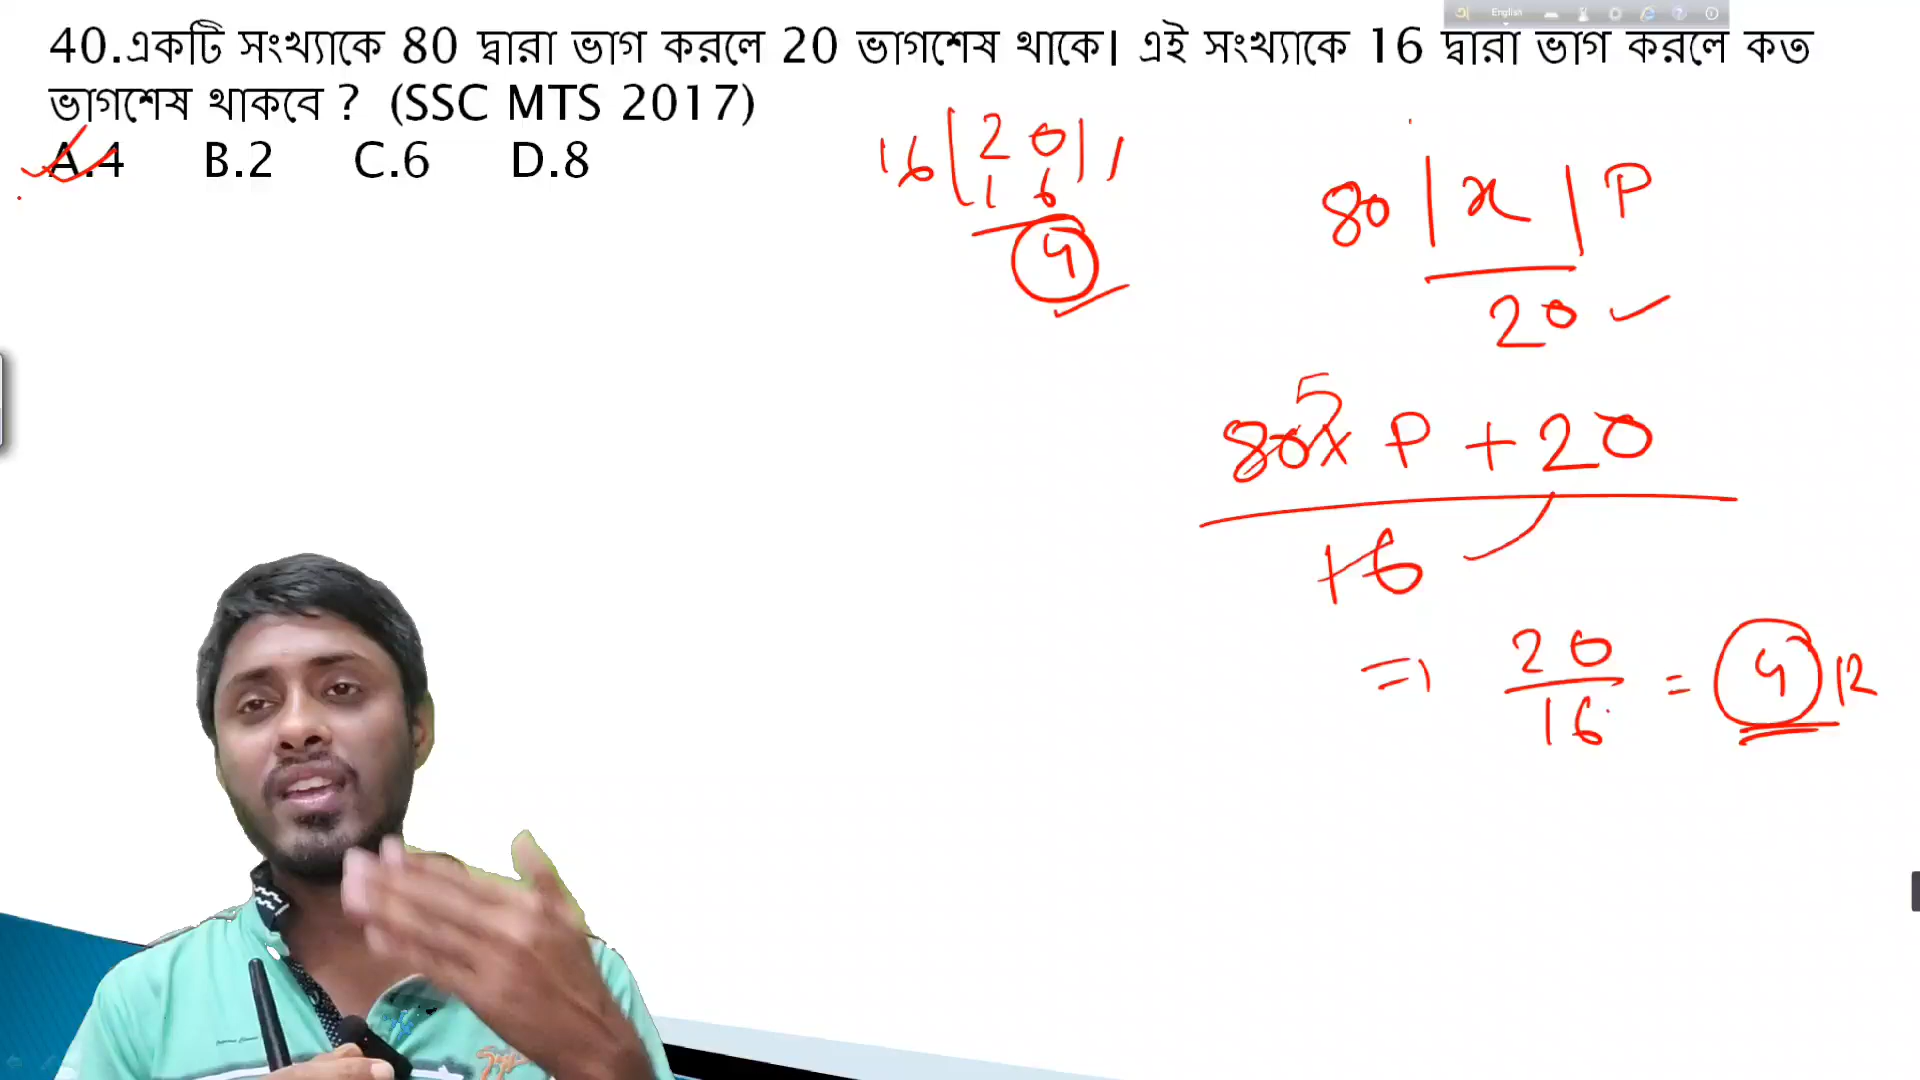 English
40.একটি সংখ্যাকে 80 দ্বারা ভাগ করলে 20 ভাগশেষ থাকে। এই সংখ্যাকে 16 দ্বারা ভাগ করলে কত
ভাগশেষ থাকবে ? (SSC MTS 2017)
A.4 B.2 C.6 D.8
16 | 20 | 1
16
4
80 | x | P
20
5
80 x P + 20
16
=> 20/16 = 4 R